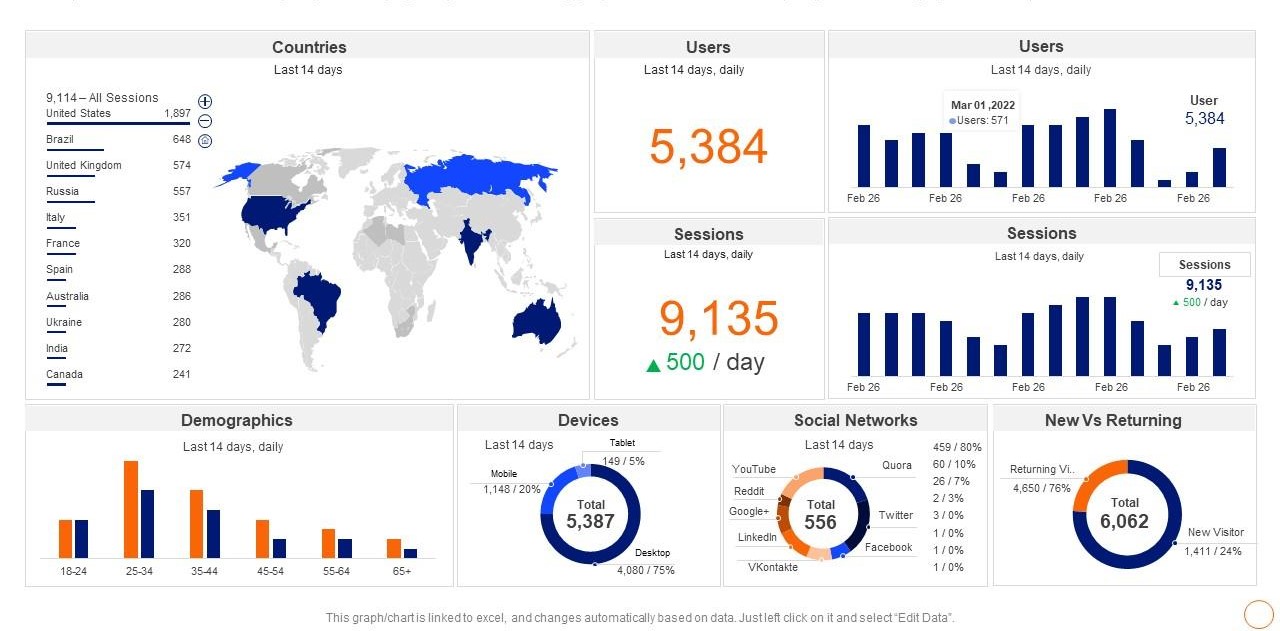 Countries
Last 14 days
9,114 – All Sessions
United States 1,897
Brazil 648
United Kingdom 574
Russia 557
Italy 351
France 320
Spain 288
Australia 286
Ukraine 280
India 272
Canada 241
Users
Last 14 days, daily
5,384
Users
Last 14 days, daily
Mar 01 ,2022
Users: 571
User
5,384
Feb 26 Feb 26 Feb 26 Feb 26 Feb 26
Sessions
Last 14 days, daily
9,135
500 / day
Sessions
Last 14 days, daily
Sessions
9,135
500 / day
Feb 26 Feb 26 Feb 26 Feb 26 Feb 26
Demographics
Last 14 days, daily
18-24 25-34 35-44 45-54 55-64 65+
Devices
Last 14 days
Tablet
149 / 5%
Mobile
1,148 / 20%
Total
5,387
Desktop
4,080 / 75%
Social Networks
Last 14 days
YouTube
Reddit
Google+
LinkedIn
VKontakte
Total
556
Quora
Twitter
Facebook
459 / 80%
60 / 10%
26 / 7%
2 / 3%
3 / 0%
1 / 0%
1 / 0%
1 / 0%
New Vs Returning
Returning Vi..
4,650 / 76%
Total
6,062
New Visitor
1,411 / 24%
This graph/chart is linked to excel, and changes automatically based on data. Just left click on it and select “Edit Data”.